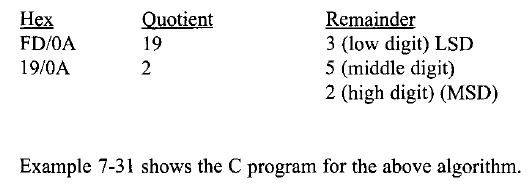 Hex Quotient Remainder
FD/0A 19 3 (low digit) LSD
19/0A 2 5 (middle digit)
2 (high digit) (MSD)
Example 7-31 shows the C program for the above algorithm.